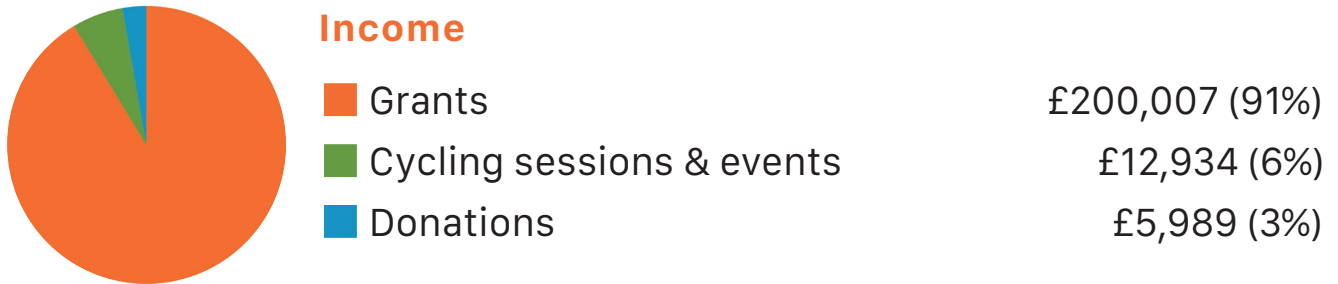 Income
Grants £200,007 (91%)
Cycling sessions & events £12,934 (6%)
Donations £5,989 (3%)